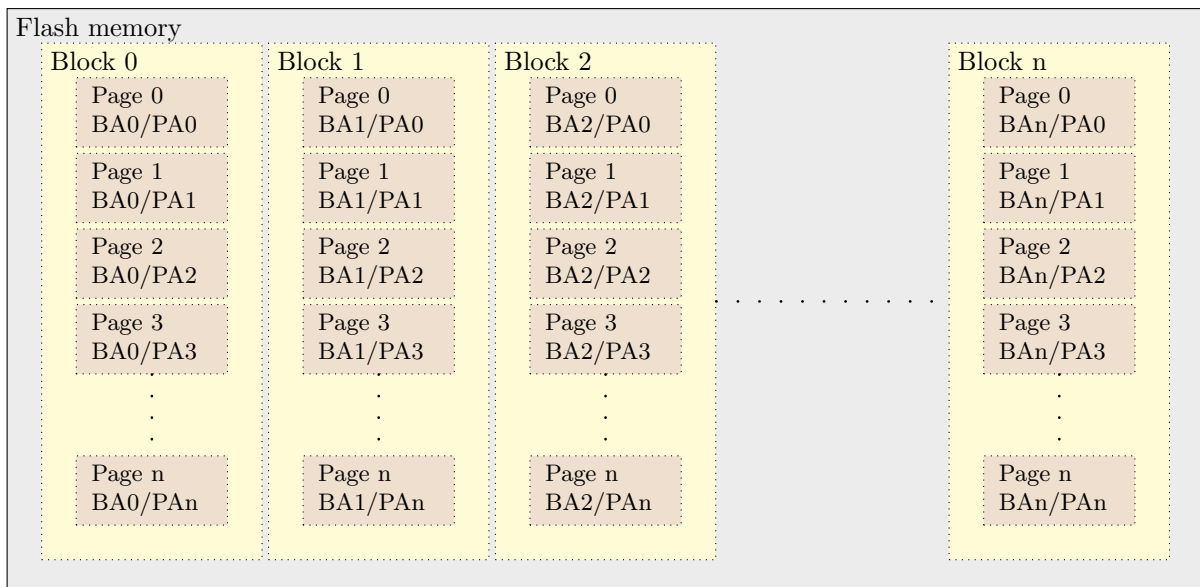 Flash memory
Block 0
Page 0
BA0/PA0
Page 1
BA0/PA1
Page 2
BA0/PA2
Page 3
BA0/PA3
Page n
BA0/PAn
Block 1
Page 0
BA1/PA0
Page 1
BA1/PA1
Page 2
BA1/PA2
Page 3
BA1/PA3
Page n
BA1/PAn
Block 2
Page 0
BA2/PA0
Page 1
BA2/PA1
Page 2
BA2/PA2
Page 3
BA2/PA3
Page n
BA2/PAn
Block n
Page 0
BAn/PA0
Page 1
BAn/PA1
Page 2
BAn/PA2
Page 3
BAn/PA3
Page n
BAn/PAn